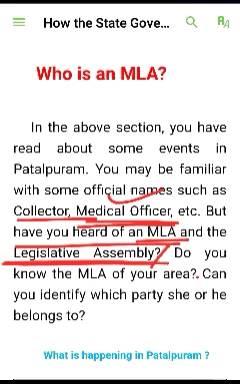 How the State Gove...
Who is an MLA?
In the above section, you have
read about some events in
Patalpuram. You may be familiar
with some official names such as
Collector, Medical Officer, etc. But
have you heard of an MLA and the
Legislative Assembly? Do you
know the MLA of your area?. Can
you identify which party she or he
belongs to?
What is happening in Patalpuram ?